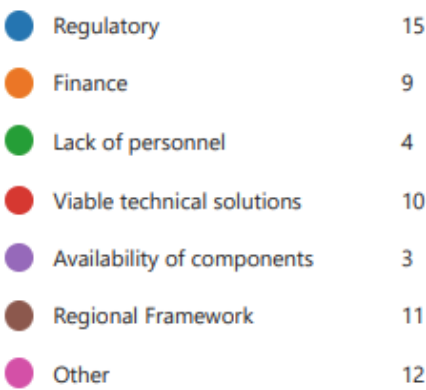 Regulatory 15
Finance 9
Lack of personnel 4
Viable technical solutions 10
Availability of components 3
Regional Framework 11
Other 12